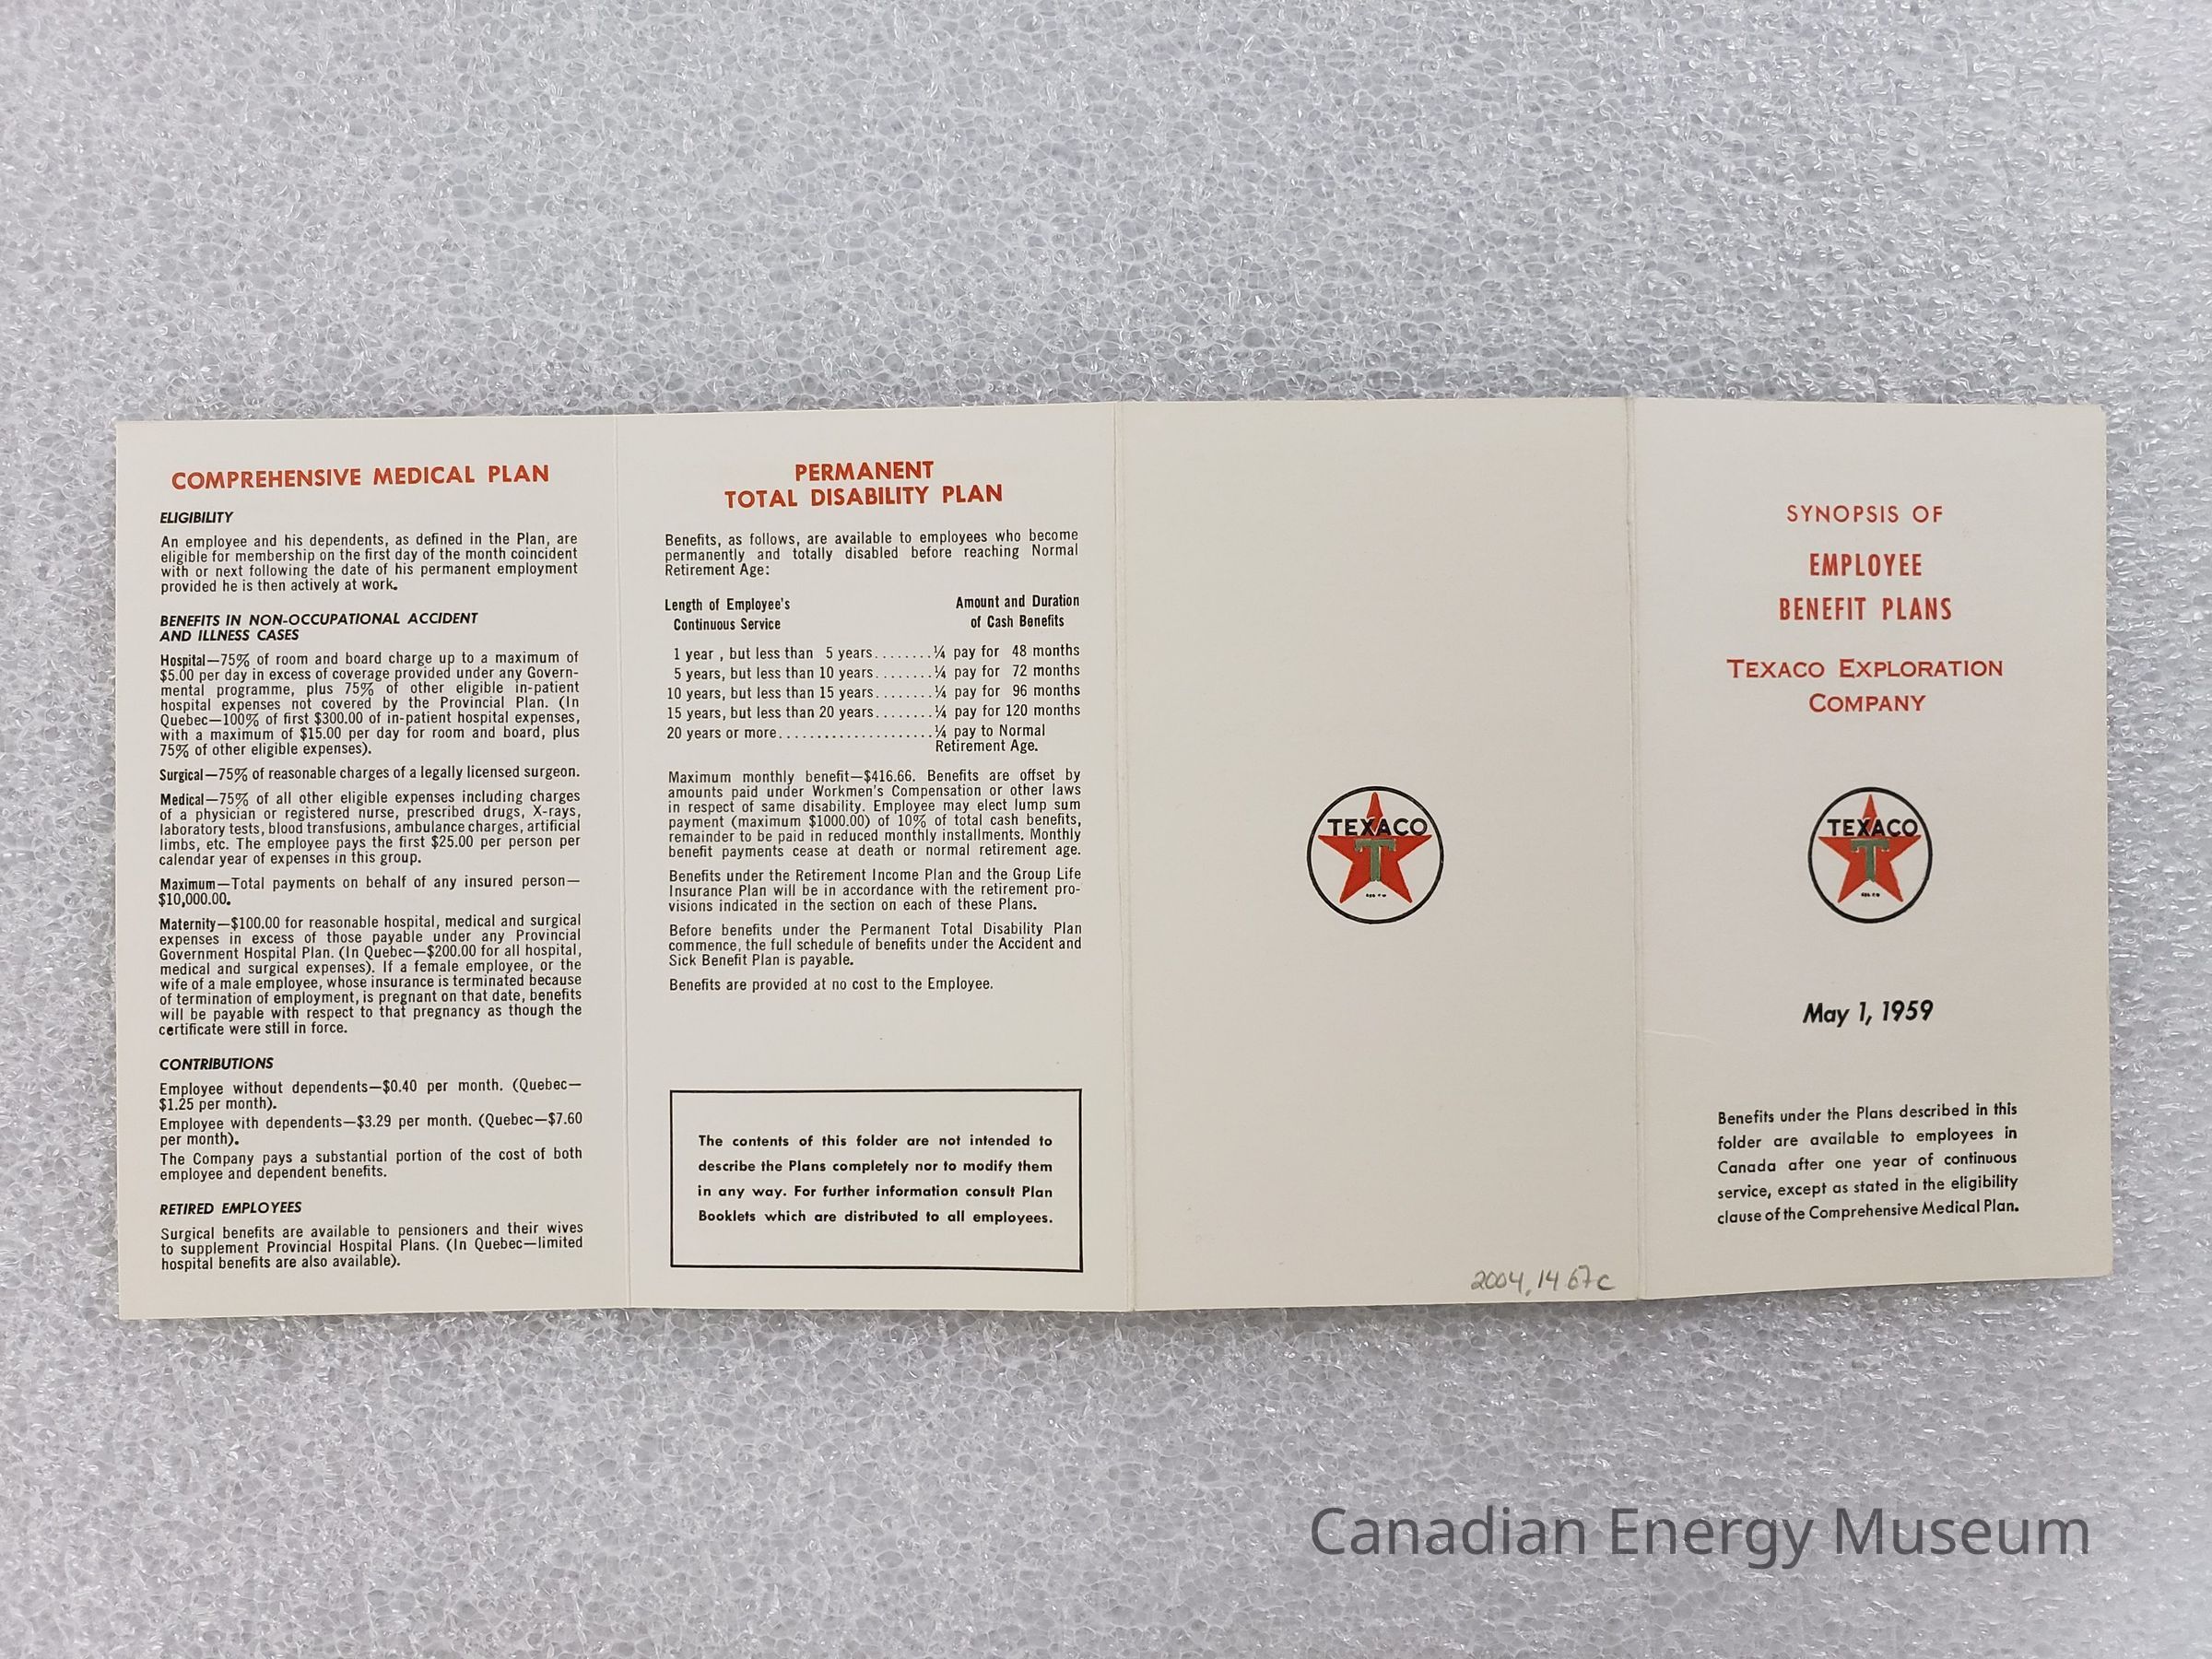 COMPREHENSIVE MEDICAL PLAN
ELIGIBILITY
An employee and his dependents, as defined in the Plan, are
eligible for membership on the first day of the month coincident
with or next following the date of his permanent employment
provided he is then actively at work.
BENEFITS IN NON-OCCUPATIONAL ACCIDENT
AND ILLNESS CASES
Hospital—75% of room and board charge up to a maximum of
$5.00 per day in excess of coverage provided under any Govern-
mental programme, plus 75% of other eligible in-patient
hospital expenses not covered by the Provincial Plan. (In
Quebec—100% of first $300.00 of in-patient hospital expenses,
with a maximum of $15.00 per day for room and board, plus
75% of other eligible expenses).
Surgical—75% of reasonable charges of a legally licensed surgeon.
Medical—75% of all other eligible expenses including charges
of a physician or registered nurse, prescribed drugs, X-rays,
laboratory tests, blood transfusions, ambulance charges, artificial
limbs, etc. The employee pays the first $25.00 per person per
calendar year of expenses in this group.
Maximum—Total payments on behalf of any insured person—
$10,000.00.
Maternity—$100.00 for reasonable hospital, medical and surgical
expenses in excess of those payable under any Provincial
Government Hospital Plan. (In Quebec—$200.00 for all hospital,
medical and surgical expenses). If a female employee, or the
wife of a male employee, whose insurance is terminated because
of termination of employment, is pregnant on that date, benefits
will be payable with respect to that pregnancy as though the
certificate were still in force.
CONTRIBUTIONS
Employee without dependents—$0.40 per month. (Quebec—
$1.25 per month).
Employee with dependents—$3.29 per month. (Quebec—$7.60
per month).
The Company pays a substantial portion of the cost of both
employee and dependent benefits.
RETIRED EMPLOYEES
Surgical benefits are available to pensioners and their wives
to supplement Provincial Hospital Plans. (In Quebec—limited
hospital benefits are also available).
PERMANENT
TOTAL DISABILITY PLAN
Benefits, as follows, are available to employees who become
permanently and totally disabled before reaching Normal
Retirement Age:
Length of Employee's Amount and Duration
Continuous Service of Cash Benefits
1 year , but less than 5 years........¼ pay for 48 months
5 years, but less than 10 years........¼ pay for 72 months
10 years, but less than 15 years........¼ pay for 96 months
15 years, but less than 20 years........¼ pay for 120 months
20 years or more.....................¼ pay to Normal
Retirement Age.
Maximum monthly benefit—$416.66. Benefits are offset by
amounts paid under Workmen's Compensation or other laws
in respect of same disability. Employee may elect lump sum
payment (maximum $1000.00) of 10% of total cash benefits,
remainder to be paid in reduced monthly installments. Monthly
benefit payments cease at death or normal retirement age.
Benefits under the Retirement Income Plan and the Group Life
Insurance Plan will be in accordance with the retirement pro-
visions indicated in the section on each of these Plans.
Before benefits under the Permanent Total Disability Plan
commence, the full schedule of benefits under the Accident and
Sick Benefit Plan is payable.
Benefits are provided at no cost to the Employee.
The contents of this folder are not intended to
describe the Plans completely nor to modify them
in any way. For further information consult Plan
Booklets which are distributed to all employees.
TEXACO
T
2004.1467c
SYNOPSIS OF
EMPLOYEE
BENEFIT PLANS
TEXACO EXPLORATION
COMPANY
TEXACO
T
May 1, 1959
Benefits under the Plans described in this
folder are available to employees in
Canada after one year of continuous
service, except as stated in the eligibility
clause of the Comprehensive Medical Plan.
Canadian Energy Museum